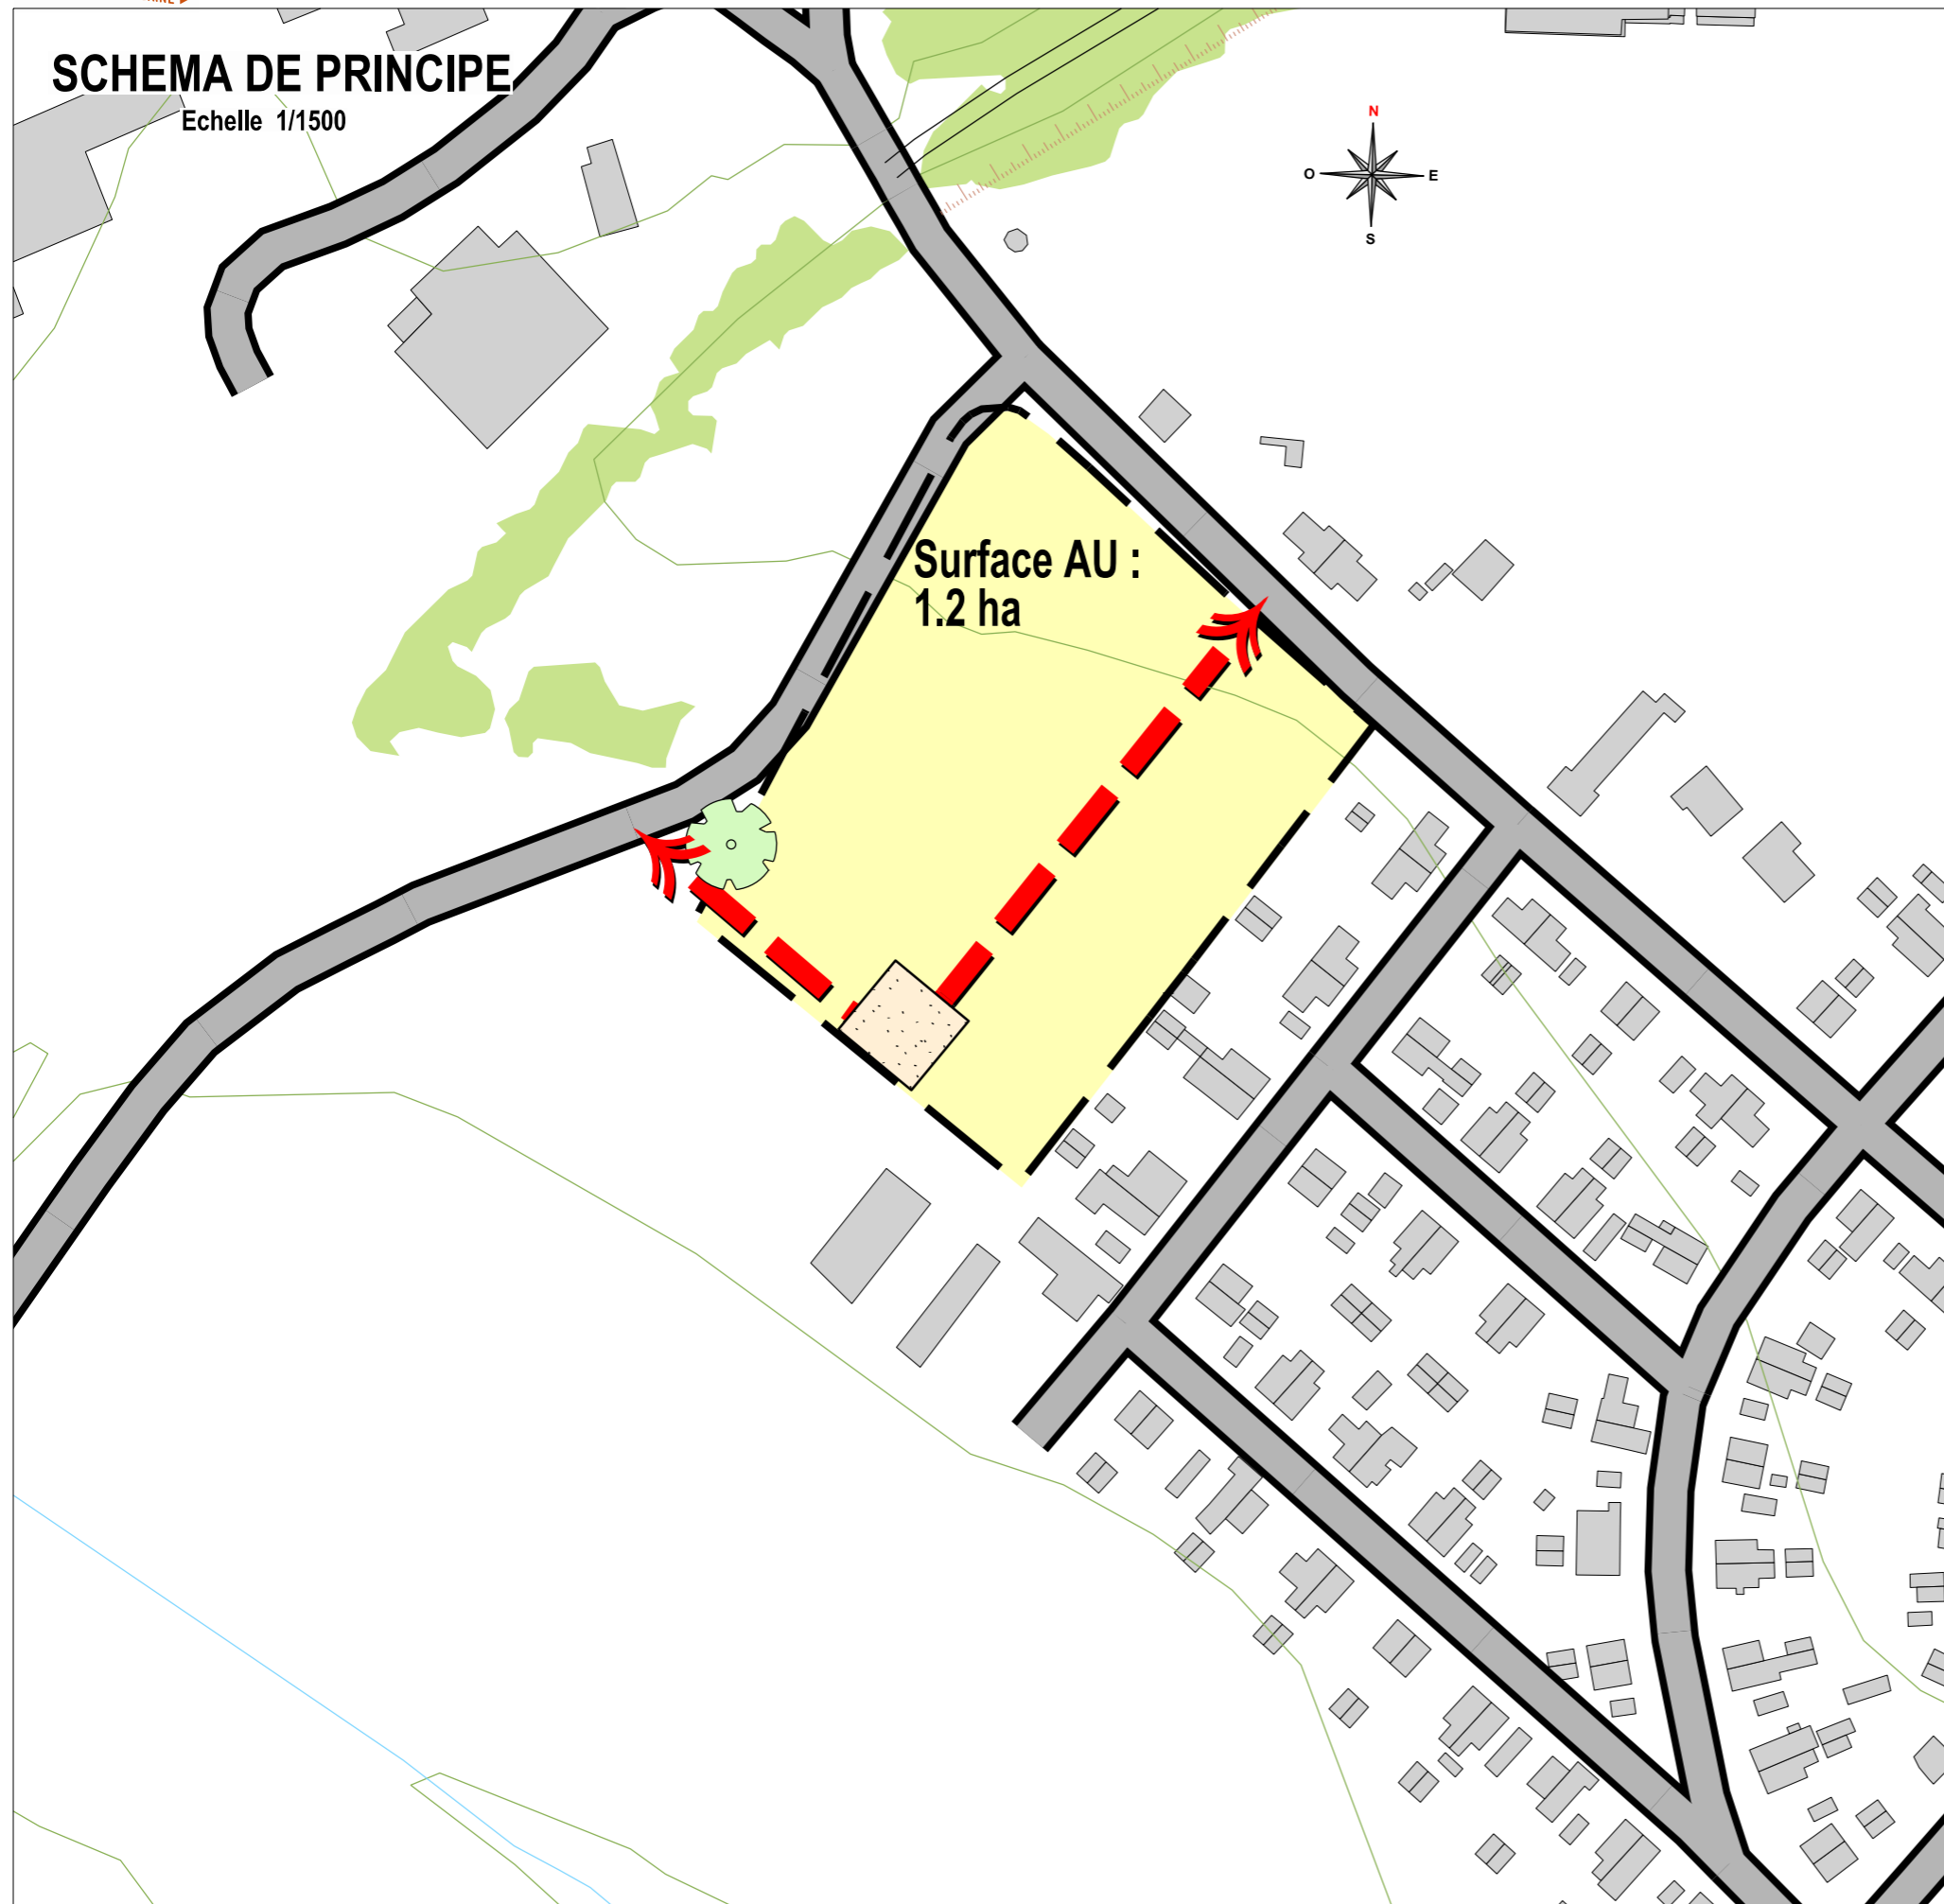 SCHEMA DE PRINCIPE
Echelle 1/1500
N
O
E
S
Surface AU :
1.2 ha